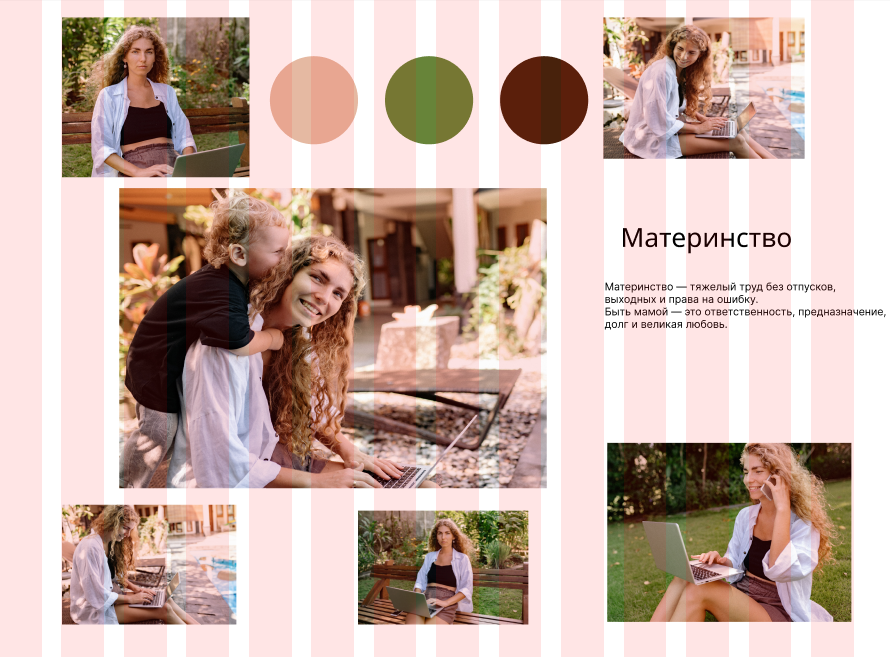 Материнство
Материнство — тяжелый труд без отпусков,
выходных и права на ошибку.
Быть мамой — это ответственность, предназначение,
долг и великая любовь.